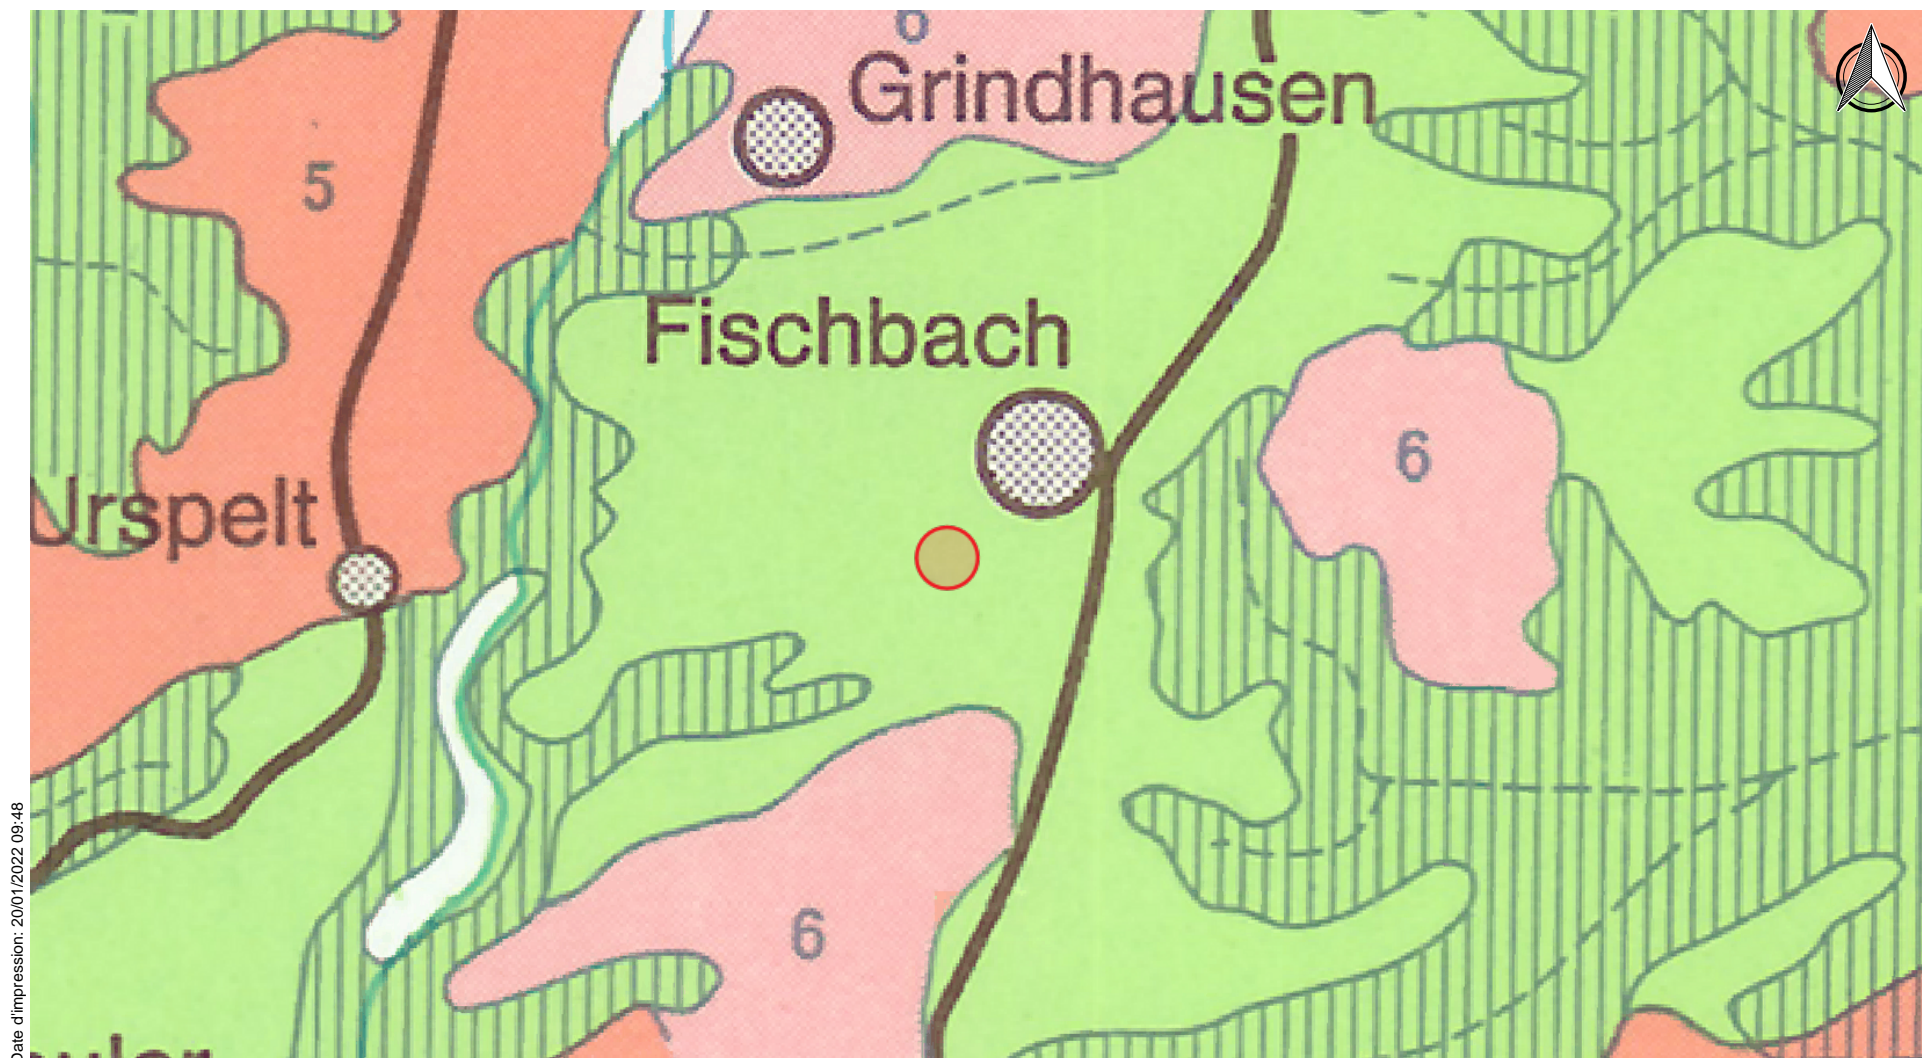 6
Grindhausen
5
Fischbach
6
Urspelt
6
Date d'impression: 20/01/2022 09:48